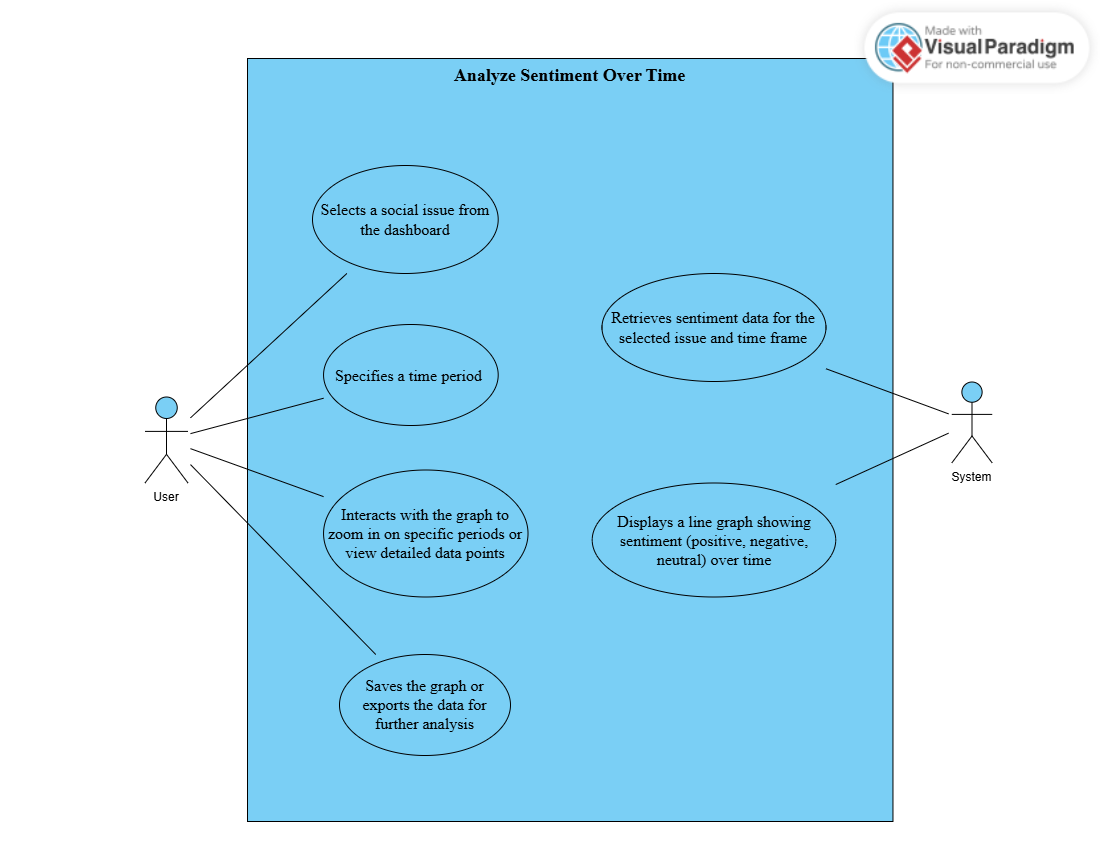 Made with
Visual Paradigm
For non-commercial use
Analyze Sentiment Over Time
Selects a social issue from
the dashboard
Retrieves sentiment data for the
selected issue and time frame
Specifies a time period
User
System
Interacts with the graph to
zoom in on specific periods or
view detailed data points
Displays a line graph showing
sentiment (positive, negative,
neutral) over time
Saves the graph or
exports the data for
further analysis